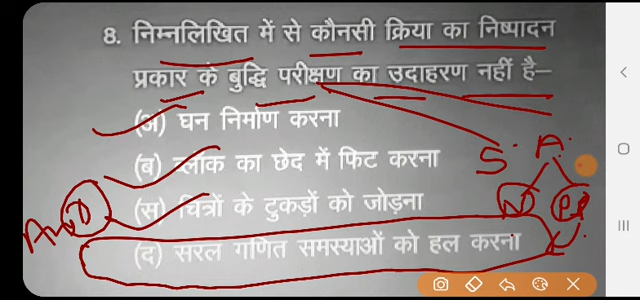 8. निम्नलिखित में से कौनसी क्रिया का निष्पादन
प्रकार के बुद्धि परीक्षण का उदाहरण नहीं है–
(अ) घन निर्माण करना
(ब) ब्लॉक का छेद में फिट करना
(स) चित्रों के टुकड़ों को जोड़ना
(द) सरल गणित समस्याओं को हल करना
S. A.